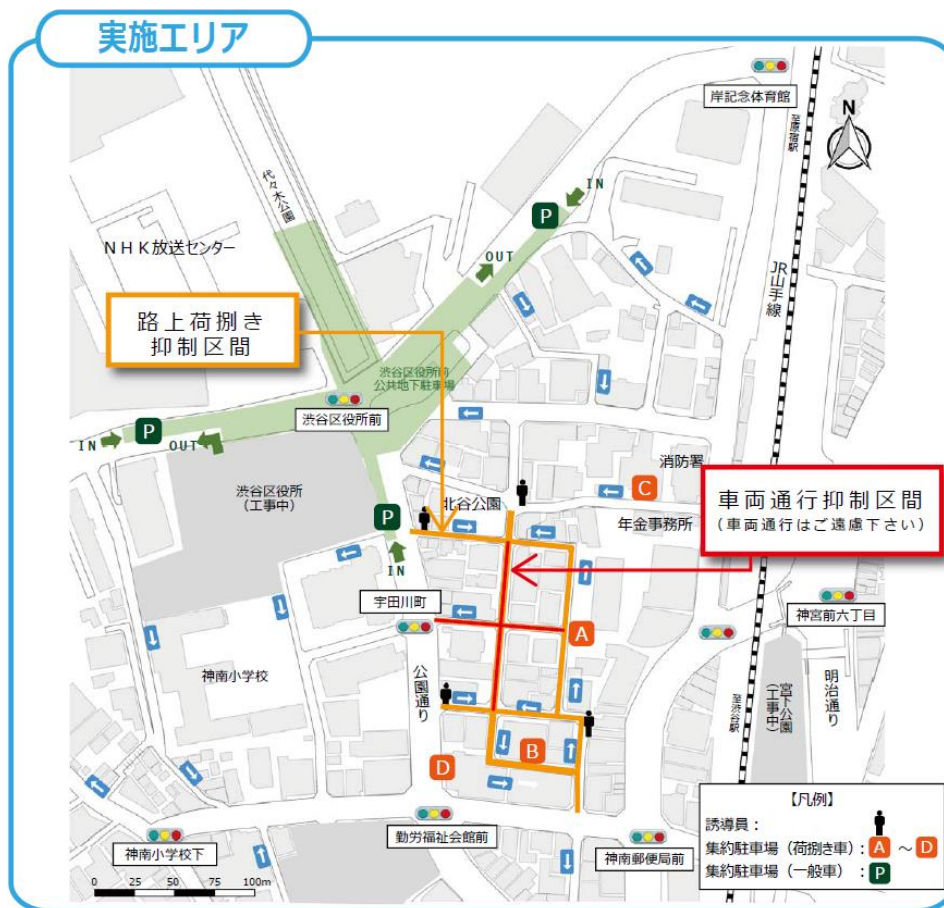 実施エリア
岸記念体育館
至原宿駅
N
代々木公園
IN
P
NHK放送センター
OUT
JR山手線
路上荷捌き
抑制区間
渋谷区役所前
公共地下駐車場
渋谷区役所前
IN
P
OUT
消防署
渋谷区役所
(工事中)
C
車両通行抑制区間
(車両通行はご遠慮下さい)
北谷公園
年金事務所
P
IN
宇田川町
神宮前六丁目
A
神南小学校
公園通り
至渋谷駅
宮下公園
(工事中)
明治通り
B
D
【凡例】
誘導員：
集約駐車場（荷捌き車）：A～D
集約駐車場（一般車）：P
勤労福祉会館前
神南小学校下
神南郵便局前
0 25 50 75 100m